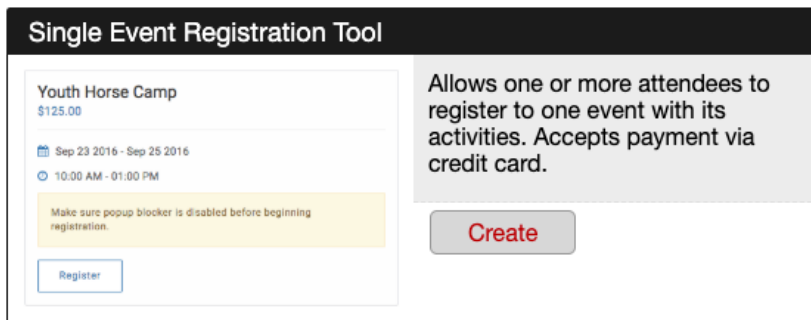 Single Event Registration Tool
Youth Horse Camp
$125.00
Sep 23 2016 - Sep 25 2016
10:00 AM - 01:00 PM
Make sure popup blocker is disabled before beginning
registration.
Register
Allows one or more attendees to
register to one event with its
activities. Accepts payment via
credit card.
Create